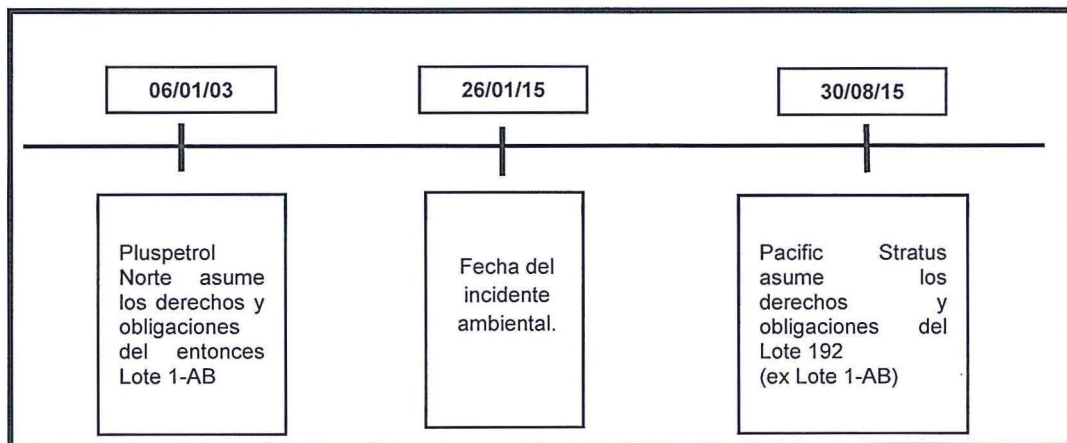 06/01/03
26/01/15
30/08/15
Pluspetrol
Norte asume
los derechos y
obligaciones
del entonces
Lote 1-AB
Fecha del
incidente
ambiental.
Pacific Stratus
asume los
derechos y
obligaciones del
Lote 192
(ex Lote 1-AB)